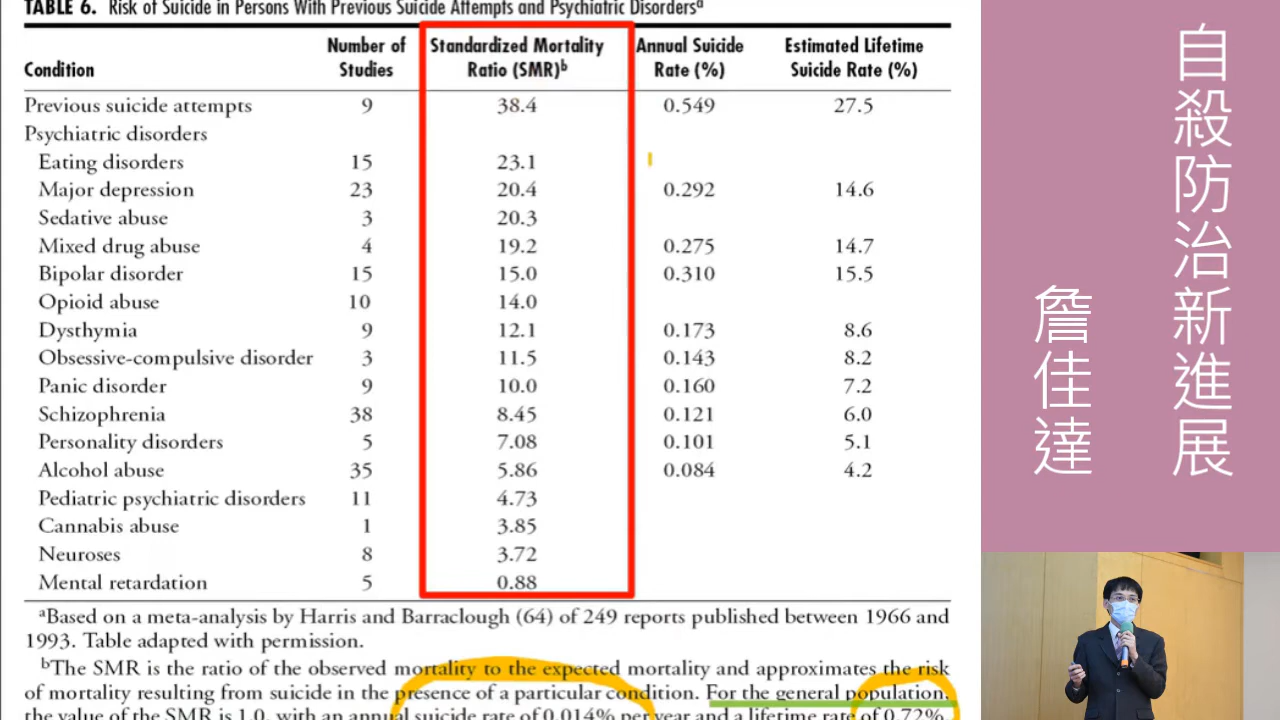 TABLE 6. Risk of Suicide in Persons With Previous Suicide Attempts and Psychiatric Disordersª
Condition Number of Studies Standardized Mortality Ratio (SMR)ᵇ Annual Suicide Rate (%) Estimated Lifetime Suicide Rate (%)
Previous suicide attempts 9 38.4 0.549 27.5
Psychiatric disorders
Eating disorders 15 23.1
Major depression 23 20.4 0.292 14.6
Sedative abuse 3 20.3
Mixed drug abuse 4 19.2 0.275 14.7
Bipolar disorder 15 15.0 0.310 15.5
Opioid abuse 10 14.0
Dysthymia 9 12.1 0.173 8.6
Obsessive-compulsive disorder 3 11.5 0.143 8.2
Panic disorder 9 10.0 0.160 7.2
Schizophrenia 38 8.45 0.121 6.0
Personality disorders 5 7.08 0.101 5.1
Alcohol abuse 35 5.86 0.084 4.2
Pediatric psychiatric disorders 11 4.73
Cannabis abuse 1 3.85
Neuroses 8 3.72
Mental retardation 5 0.88
ªBased on a meta-analysis by Harris and Barraclough (64) of 249 reports published between 1966 and
1993. Table adapted with permission.
ᵇThe SMR is the ratio of the observed mortality to the expected mortality and approximates the risk
of mortality resulting from suicide in the presence of a particular condition. For the general population,
the value of the SMR is 1.0, with an annual suicide rate of 0.014% per year and a lifetime rate of 0.72%.
自殺防治新進展
詹佳達